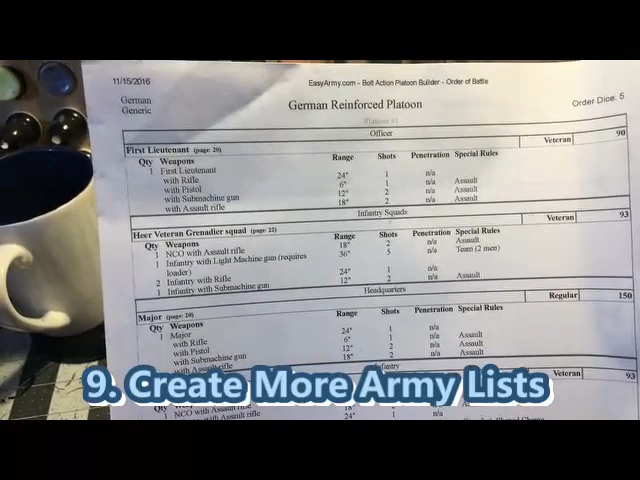 11/15/2016
EasyArmy.com - Bolt Action Platoon Builder - Order of Battle
German
Generic
German Reinforced Platoon
Order Dice: 5
Platoon #1
Officer
First Lieutenant (page: 20) Veteran 90
Qty Weapons Range Shots Penetration Special Rules
1 First Lieutenant
with Rifle 24" 1 n/a
with Pistol 6" 1 n/a Assault
with Submachine gun 12" 2 n/a Assault
with Assault rifle 18" 2 n/a Assault
Infantry Squads
Heer Veteran Grenadier squad (page: 22) Veteran 93
Qty Weapons Range Shots Penetration Special Rules
1 NCO with Assault rifle 18" 2 n/a Assault
1 Infantry with Light Machine gun (requires 36" 5 n/a Team (2 men)
loader)
2 Infantry with Rifle 24" 1 n/a
1 Infantry with Submachine gun 12" 2 n/a Assault
Headquarters
Major (page: 20) Regular 150
Qty Weapons Range Shots Penetration Special Rules
1 Major
with Rifle 24" 1 n/a
with Pistol 6" 1 n/a Assault
with Submachine gun 12" 2 n/a Assault
with Assault rifle 18" 2 n/a Assault
Infantry
Veteran 93
9. Create More Army Lists
NCO with Assault rifle